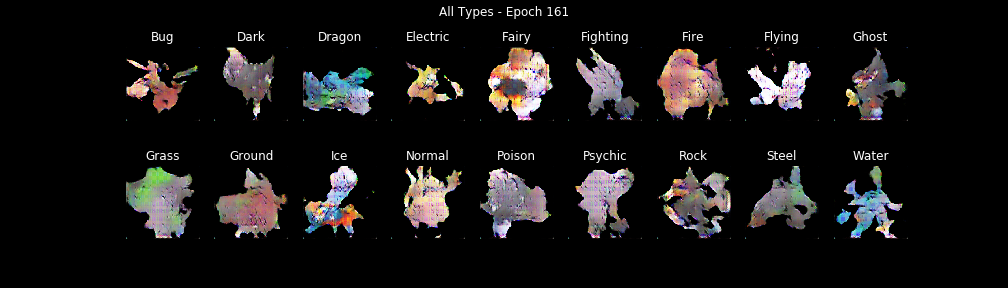 All Types - Epoch 161
Bug Dark Dragon Electric Fairy Fighting Fire Flying Ghost
Grass Ground Ice Normal Poison Psychic Rock Steel Water